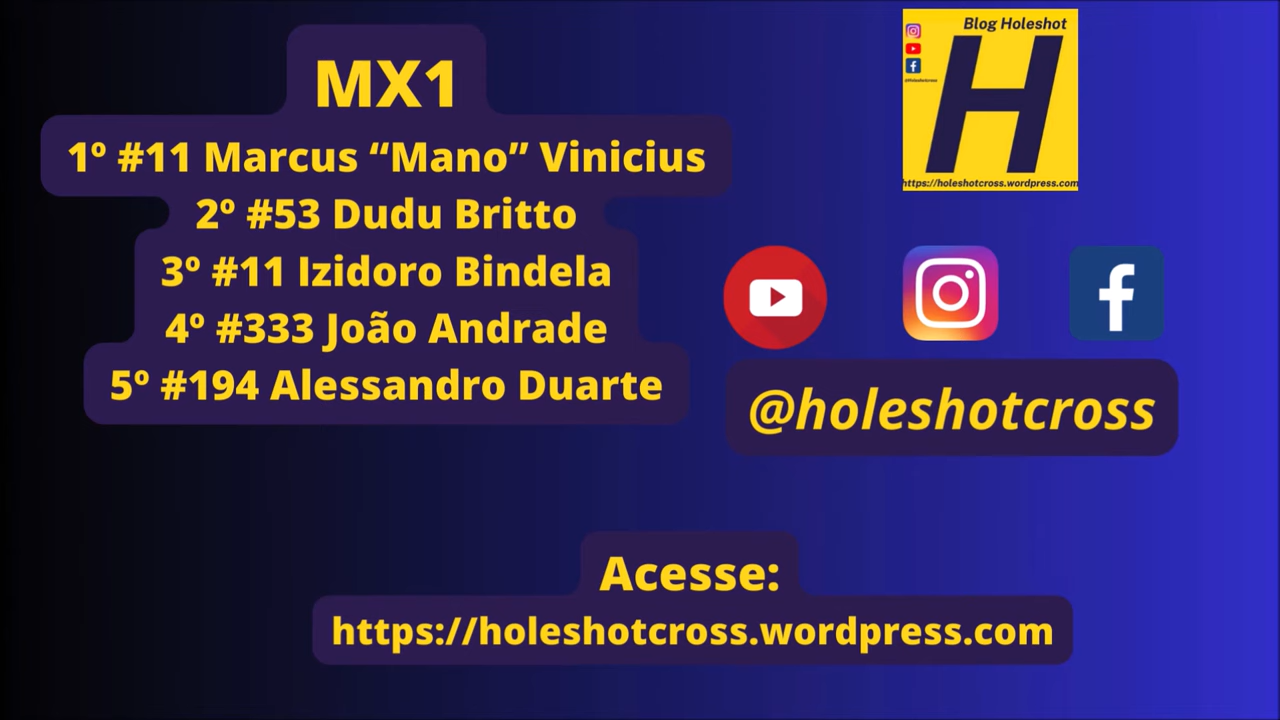 MX1
1º #11 Marcus “Mano” Vinicius
2º #53 Dudu Britto
3º #11 Izidoro Bindela
4º #333 João Andrade
5º #194 Alessandro Duarte
Blog Holeshot
H
@holeshotcross
https://holeshotcross.wordpress.com
@holeshotcross
Acesse:
https://holeshotcross.wordpress.com